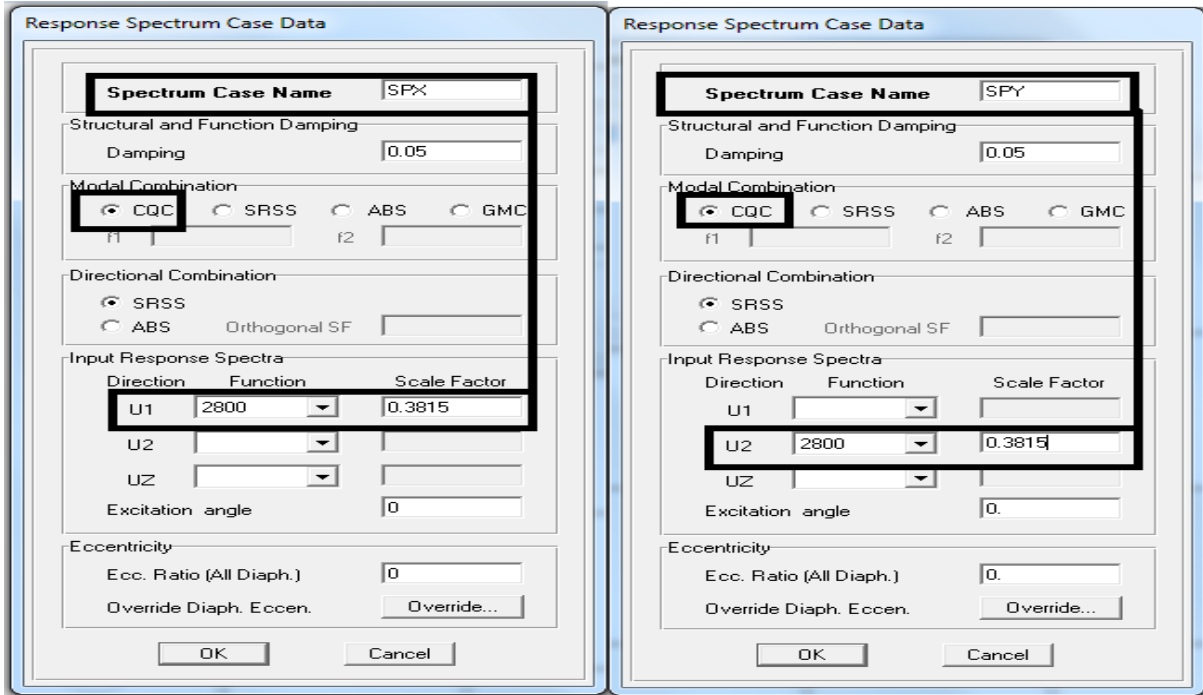 Response Spectrum Case Data
Spectrum Case Name SPX
Structural and Function Damping
Damping 0.05
Modal Combination
CQC SRSS ABS GMC
f1 f2
Directional Combination
SRSS
ABS Orthogonal SF
Input Response Spectra
Direction Function Scale Factor
U1 2800 0.3815
U2
UZ
Excitation angle 0
Eccentricity
Ecc. Ratio (All Diaph.) 0
Override Diaph. Eccen. Override...
OK Cancel
Response Spectrum Case Data
Spectrum Case Name SPY
Structural and Function Damping
Damping 0.05
Modal Combination
CQC SRSS ABS GMC
f1 f2
Directional Combination
SRSS
ABS Orthogonal SF
Input Response Spectra
Direction Function Scale Factor
U1
U2 2800 0.3815
UZ
Excitation angle 0.
Eccentricity
Ecc. Ratio (All Diaph.) 0.
Override Diaph. Eccen. Override...
OK Cancel